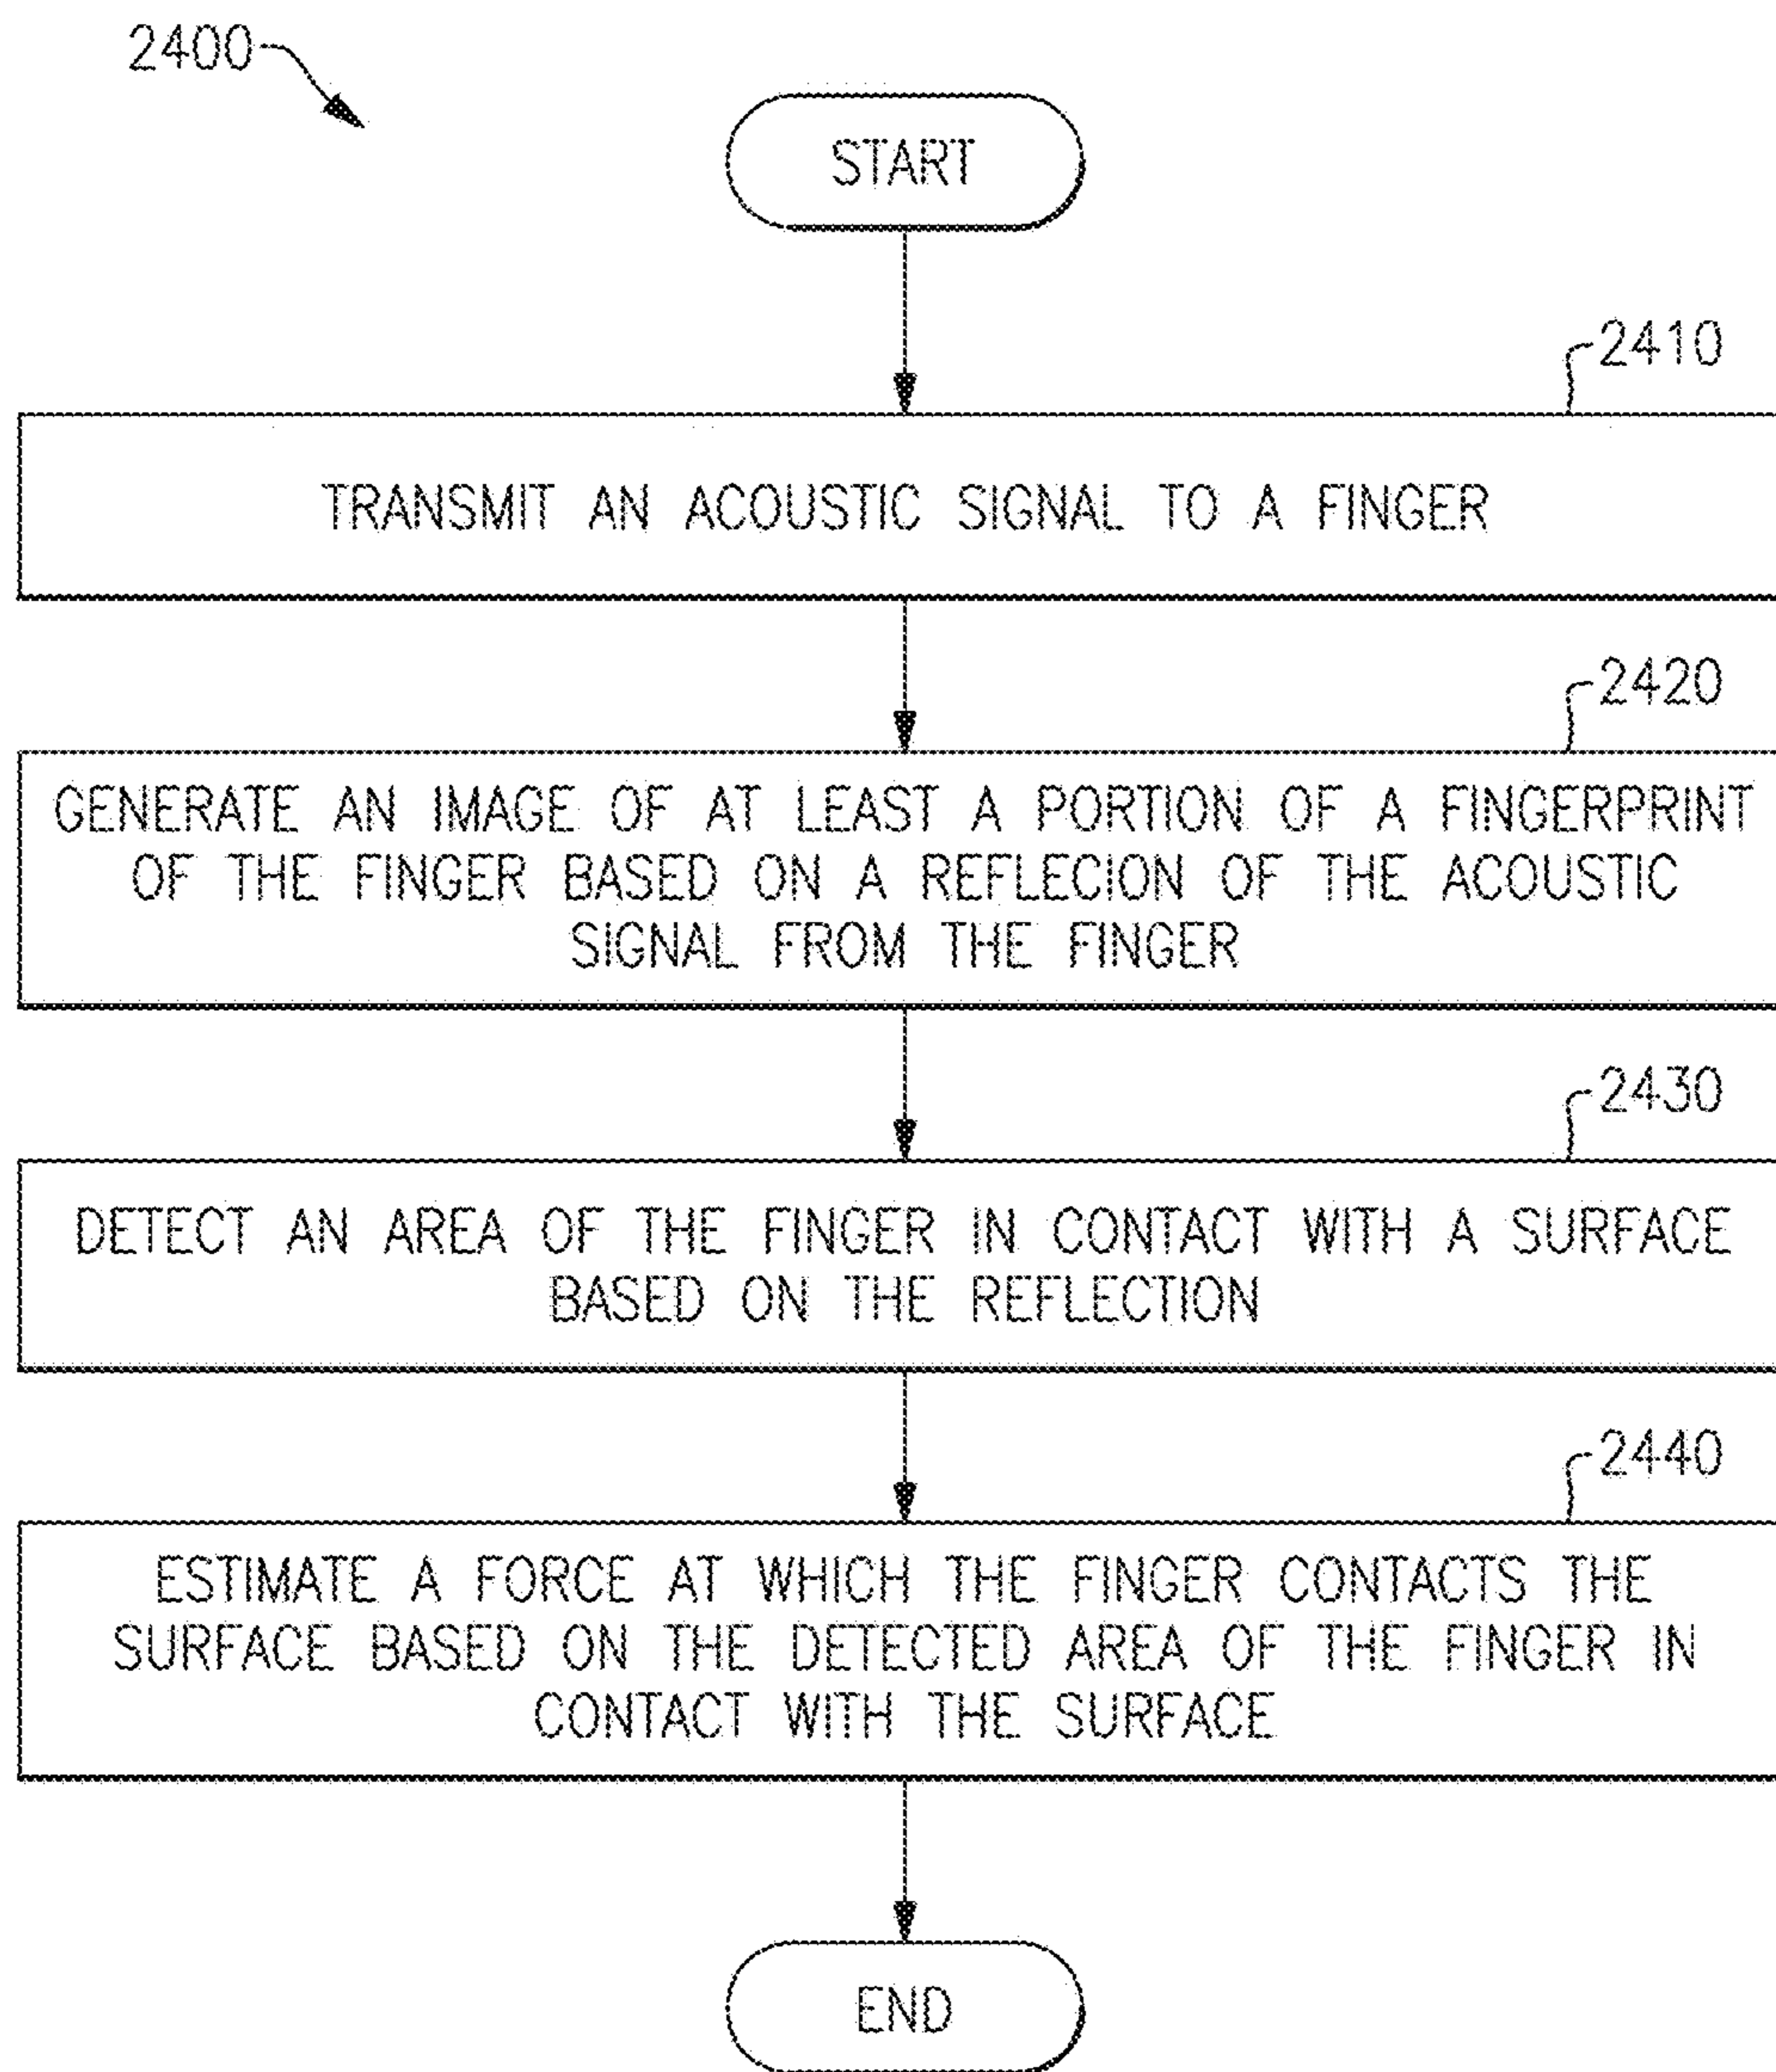 2400
START
2410
TRANSMIT AN ACOUSTIC SIGNAL TO A FINGER
2420
GENERATE AN IMAGE OF AT LEAST A PORTION OF A FINGERPRINT
OF THE FINGER BASED ON A REFLECION OF THE ACOUSTIC
SIGNAL FROM THE FINGER
2430
DETECT AN AREA OF THE FINGER IN CONTACT WITH A SURFACE
BASED ON THE REFLECTION
2440
ESTIMATE A FORCE AT WHICH THE FINGER CONTACTS THE
SURFACE BASED ON THE DETECTED AREA OF THE FINGER IN
CONTACT WITH THE SURFACE
END